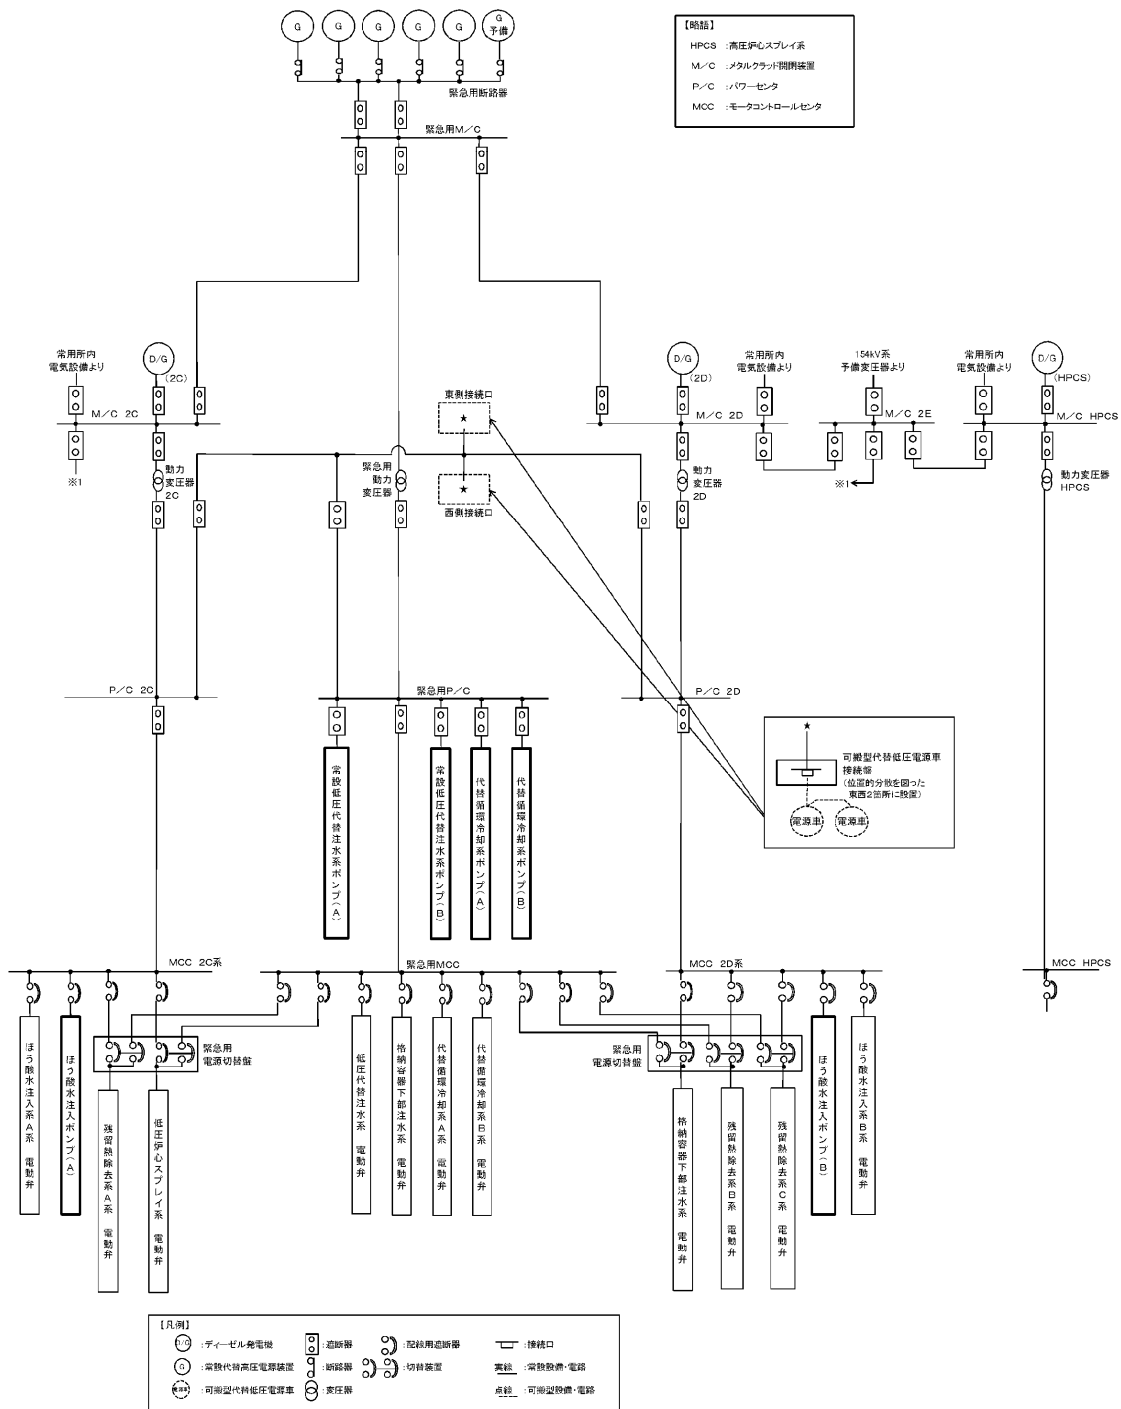 G
G
G
G
G
G
予備
緊急用断路器
【略語】
HPCS :高圧炉心スプレイ系
M/C :メタルクラッド開閉装置
P/C :パワーセンタ
MCC :モータコントロールセンタ
緊急用M/C
常用所内
電気設備より
D/G
(2C)
M/C 2C
※1
動力
変圧器
2C
東側接続口
★
★
西側接続口
緊急用
動力
変圧器
D/G
(2D)
M/C 2D
動力
変圧器
2D
常用所内
電気設備より
154kV系
予備変圧器より
M/C 2E
※1
常用所内
電気設備より
D/G
(HPCS)
M/C HPCS
動力変圧器
HPCS
P/C 2C
緊急用P/C
P/C 2D
常設低圧代替注水系ポンプ(A)
常設低圧代替注水系ポンプ(B)
代替循環冷却系ポンプ(A)
代替循環冷却系ポンプ(B)
★
可搬型代替低圧電源車
接続盤
(位置的分散を図った
東西2箇所に設置)
電源車
電源車
MCC 2C系
緊急用MCC
MCC 2D系
MCC HPCS
緊急用
電源切替盤
緊急用
電源切替盤
ほう酸水注入系A系 電動弁
ほう酸水注入ポンプ(A)
残留熱除去系A系 電動弁
低圧炉心スプレイ系 電動弁
低圧代替注水系 電動弁
格納容器下部注水系 電動弁
代替循環冷却系A系 電動弁
代替循環冷却系B系 電動弁
格納容器下部注水系 電動弁
残留熱除去系B系 電動弁
残留熱除去系C系 電動弁
ほう酸水注入ポンプ(B)
ほう酸水注入系B系 電動弁
【凡例】
D/G :ディーゼル発電機
:遮断器
:配線用遮断器
:接続口
G :常設代替高圧電源装置
:断路器
:切替装置
実線 :常設設備・電路
電源車 :可搬型代替低圧電源車
:変圧器
点線 :可搬型設備・電路